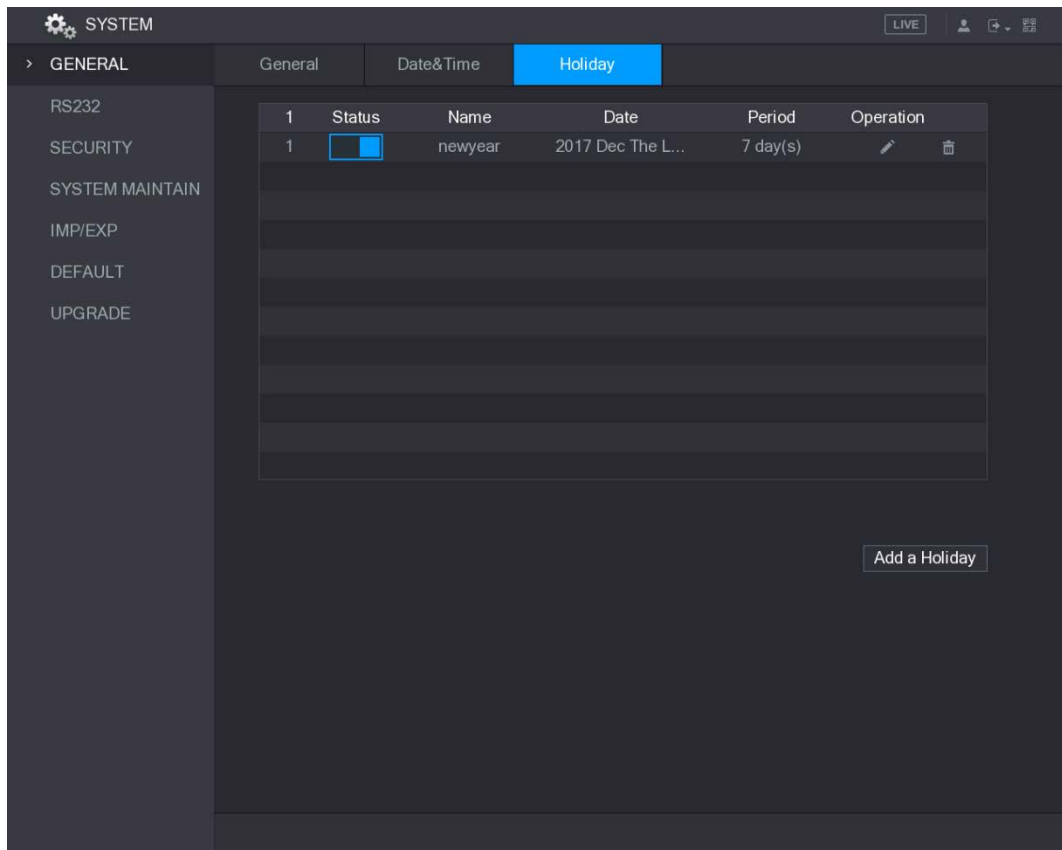 SYSTEM
LIVE
GENERAL
General
Date&Time
Holiday
RS232
SECURITY
SYSTEM MAINTAIN
IMP/EXP
DEFAULT
UPGRADE
1 Status Name Date Period Operation
1 newyear 2017 Dec The L... 7 day(s)
Add a Holiday